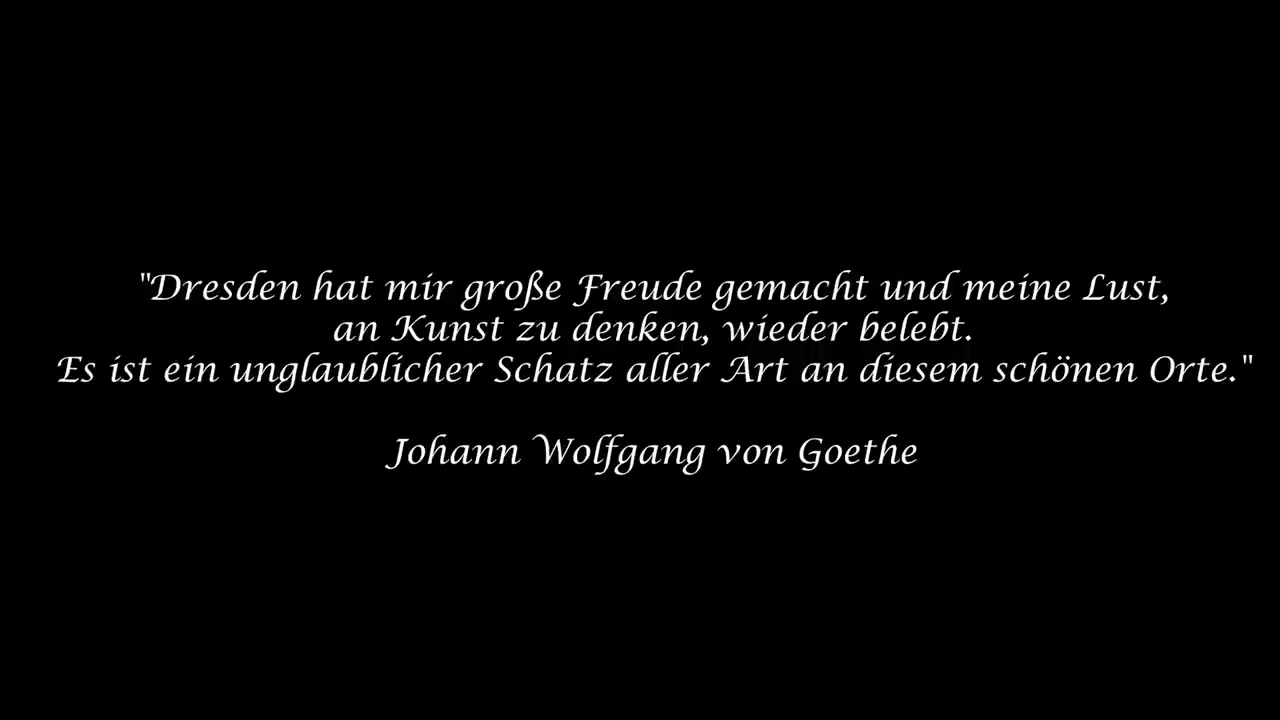 "Dresden hat mir große Freude gemacht und meine Lust,
an Kunst zu denken, wieder belebt.
Es ist ein unglaublicher Schatz aller Art an diesem schönen Orte."
Johann Wolfgang von Goethe